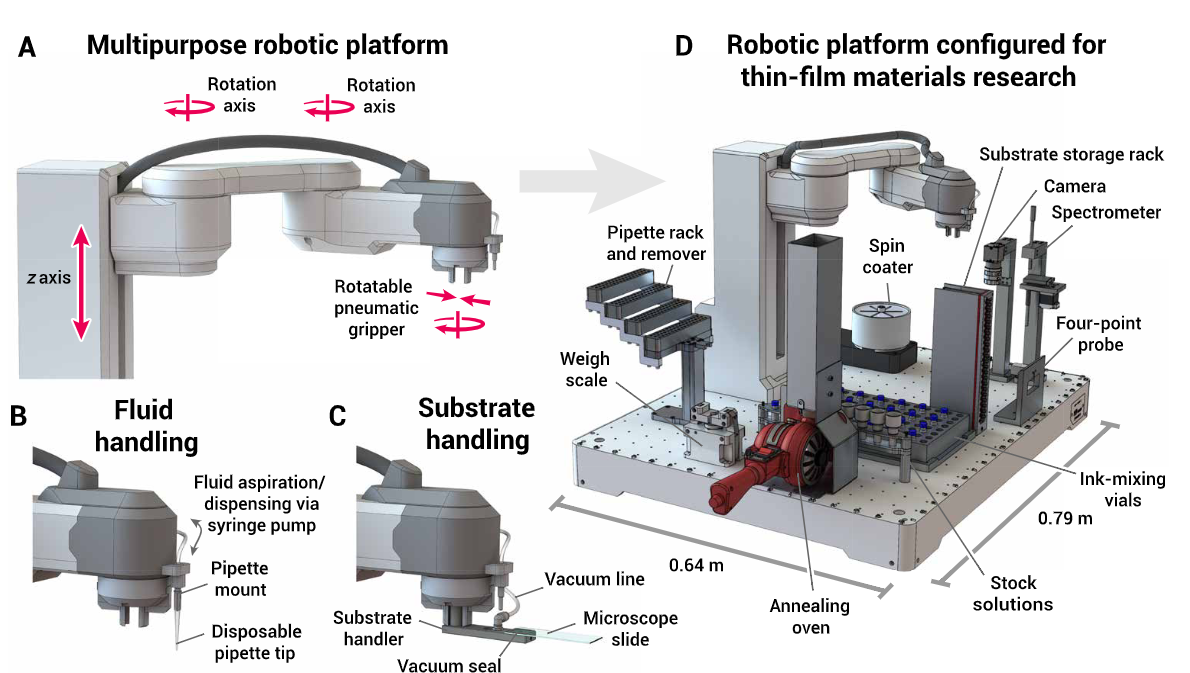 A
Multipurpose robotic platform
Rotation
axis
Rotation
axis
z axis
Rotatable
pneumatic
gripper
B
Fluid
handling
Fluid aspiration/
dispensing via
syringe pump
Pipette
mount
Disposable
pipette tip
C
Substrate
handling
Vacuum line
Substrate
handler
Microscope
slide
Vacuum seal
D
Robotic platform configured for
thin-film materials research
Substrate storage rack
Camera
Spectrometer
Pipette rack
and remover
Spin
coater
Four-point
probe
Weigh
scale
Ink-mixing
vials
0.79 m
0.64 m
Stock
solutions
Annealing
oven